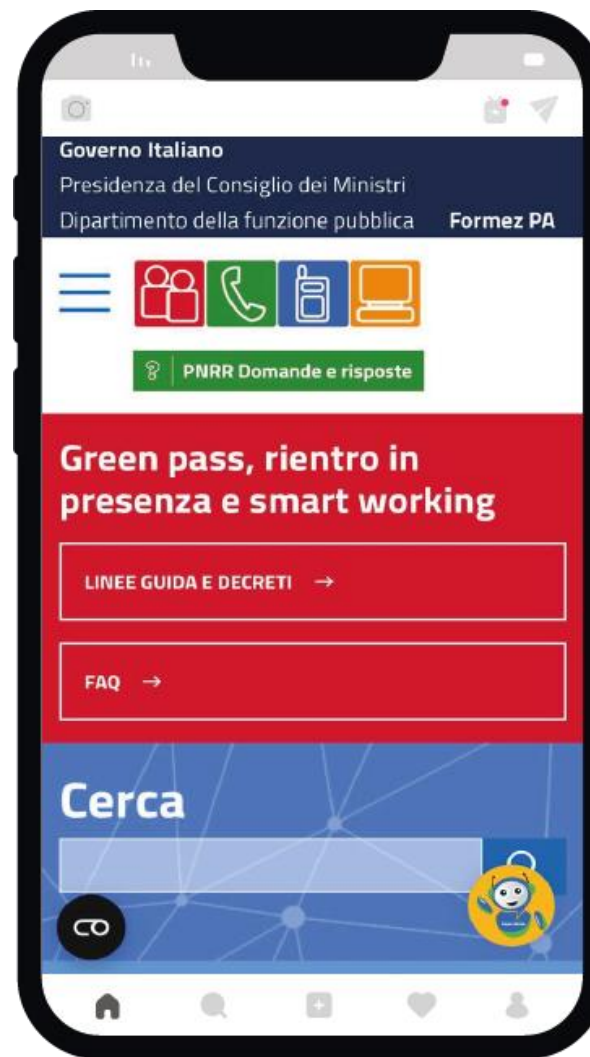 Governo Italiano
Presidenza del Consiglio dei Ministri
Dipartimento della funzione pubblica Formez PA
PNRR Domande e risposte
Green pass, rientro in
presenza e smart working
LINEE GUIDA E DECRETI →
FAQ →
Cerca